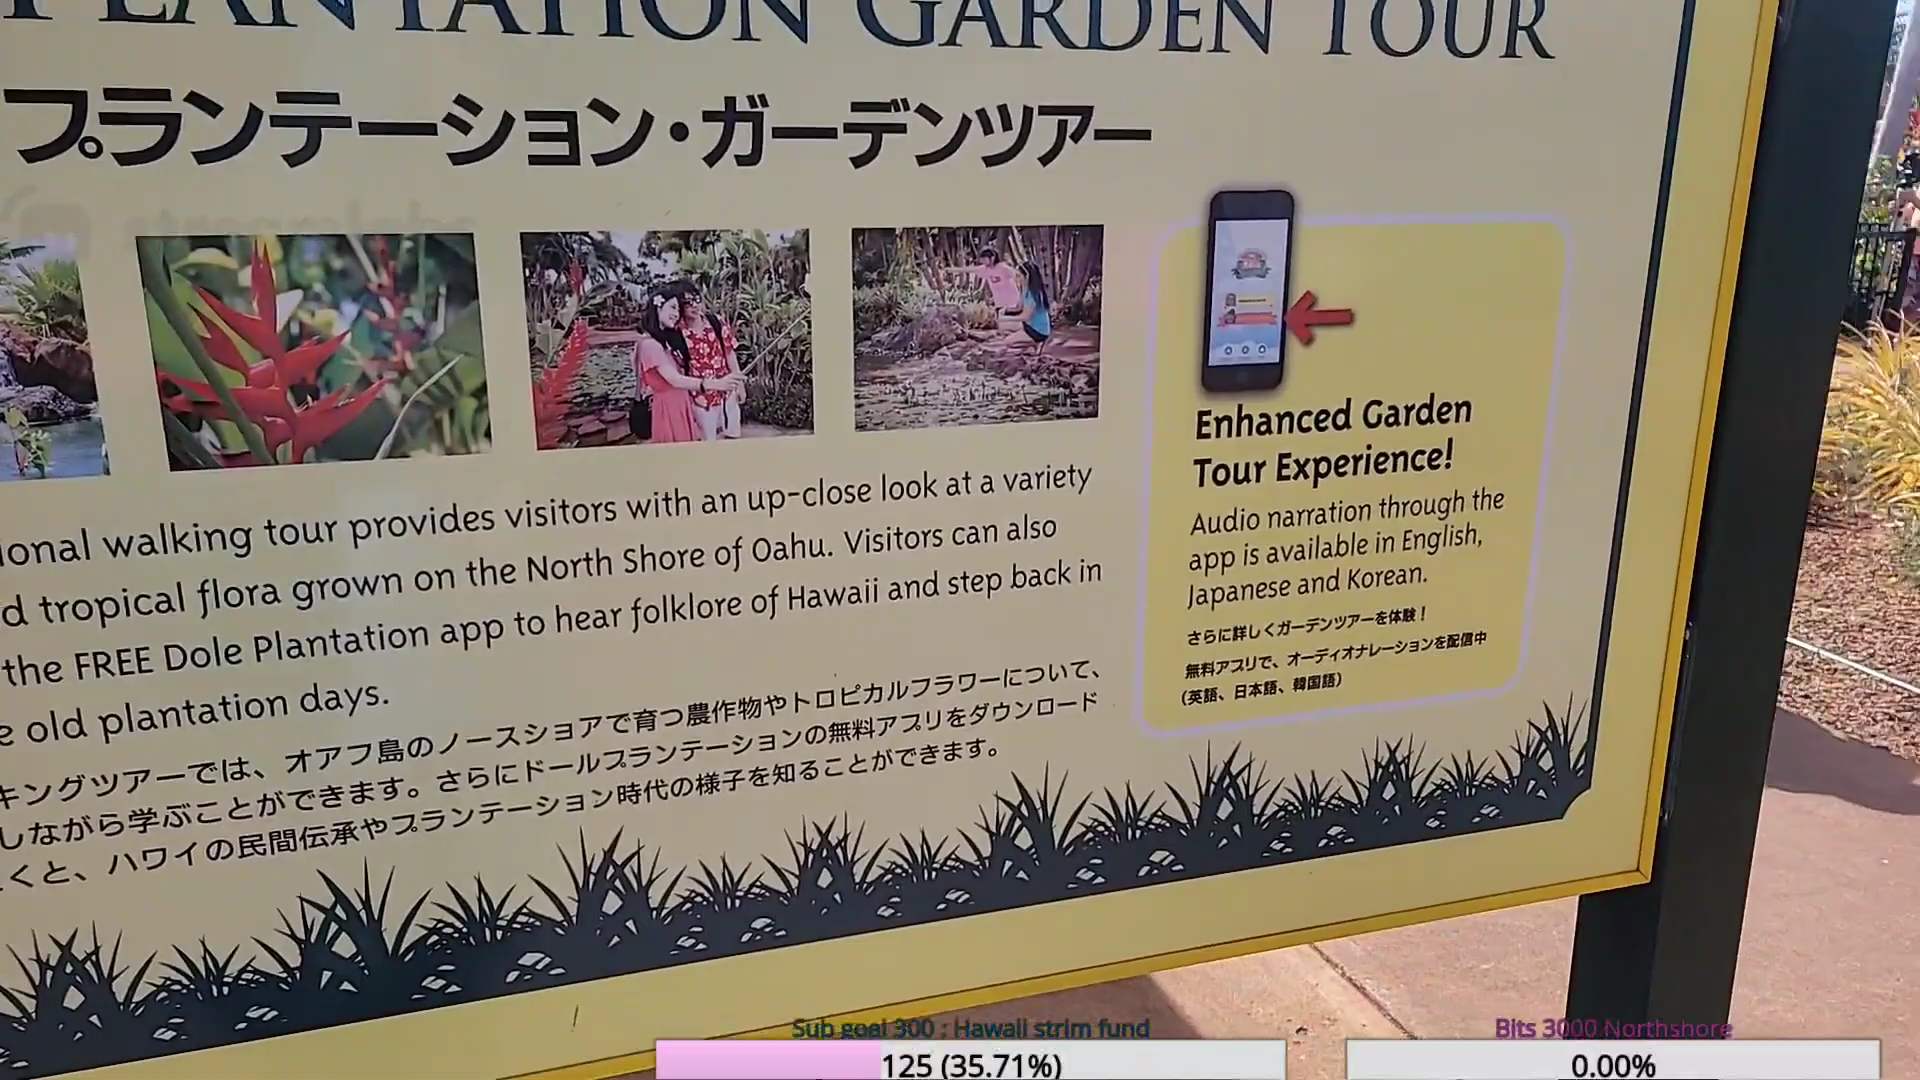 PLANTATION GARDEN TOUR
プランテーション・ガーデンツアー
streamlabs
ional walking tour provides visitors with an up-close look at a variety
d tropical flora grown on the North Shore of Oahu. Visitors can also
the FREE Dole Plantation app to hear folklore of Hawaii and step back in
e old plantation days.
キングツアーでは、オアフ島のノースショアで育つ農作物やトロピカルフラワーについて、
しながら学ぶことができます。さらにドールプランテーションの無料アプリをダウンロード
くと、ハワイの民間伝承やプランテーション時代の様子を知ることができます。
Enhanced Garden
Tour Experience!
Audio narration through the
app is available in English,
Japanese and Korean.
さらに詳しくガーデンツアーを体験！
無料アプリで、オーディオナレーションを配信中
（英語、日本語、韓国語）
Sub goal 300 : Hawaii strim fund
125 (35.71%)
Bits 3000 Northshore
0.00%